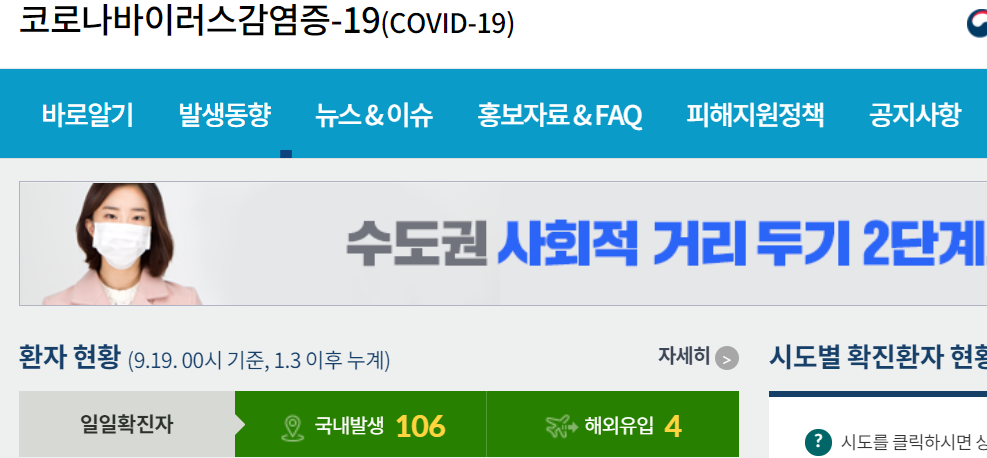 코로나바이러스감염증-19(COVID-19)
바로알기 발생동향 뉴스 & 이슈 홍보자료 & FAQ 피해지원정책 공지사항
수도권 사회적 거리 두기 2단계
환자 현황 (9.19. 00시 기준, 1.3 이후 누계) 자세히 > 시도별 확진환자 현황
일일확진자 국내발생 106 해외유입 4
? 시도를 클릭하시면